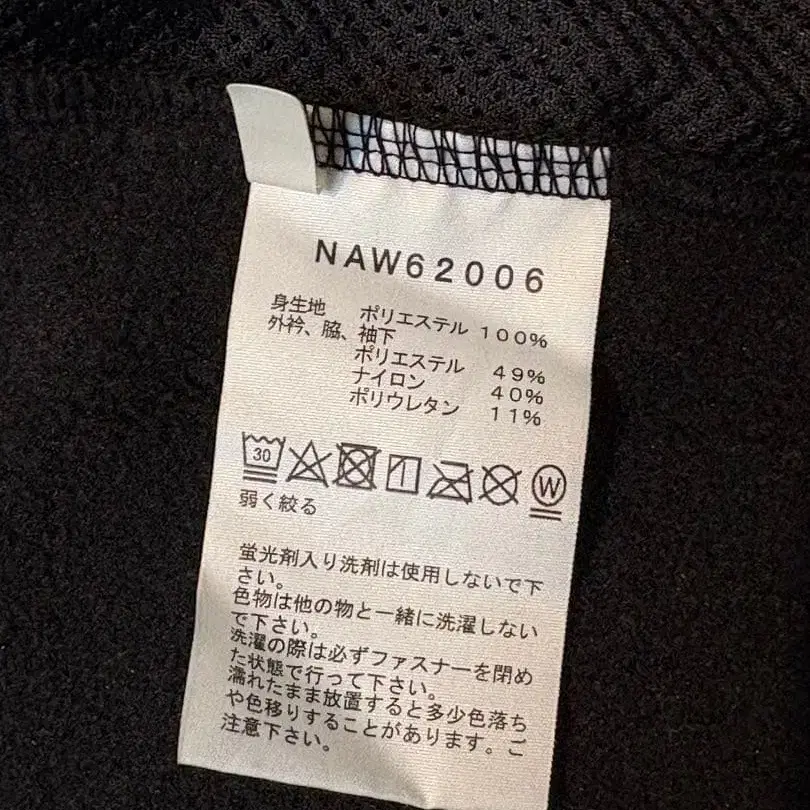 NAW62006
身生地 ポリエステル 100%
外衿、脇、袖下
ポリエステル 49%
ナイロン 40%
ポリウレタン 11%
30
W
弱く絞る
蛍光剤入り洗剤は使用しないで下
さい。
色物は他の物と一緒に洗濯しない
で下さい。
洗濯の際は必ずファスナーを閉め
た状態で行って下さい。
濡れたまま放置すると多少色落ち
や色移りすることがあります。ご
注意下さい。